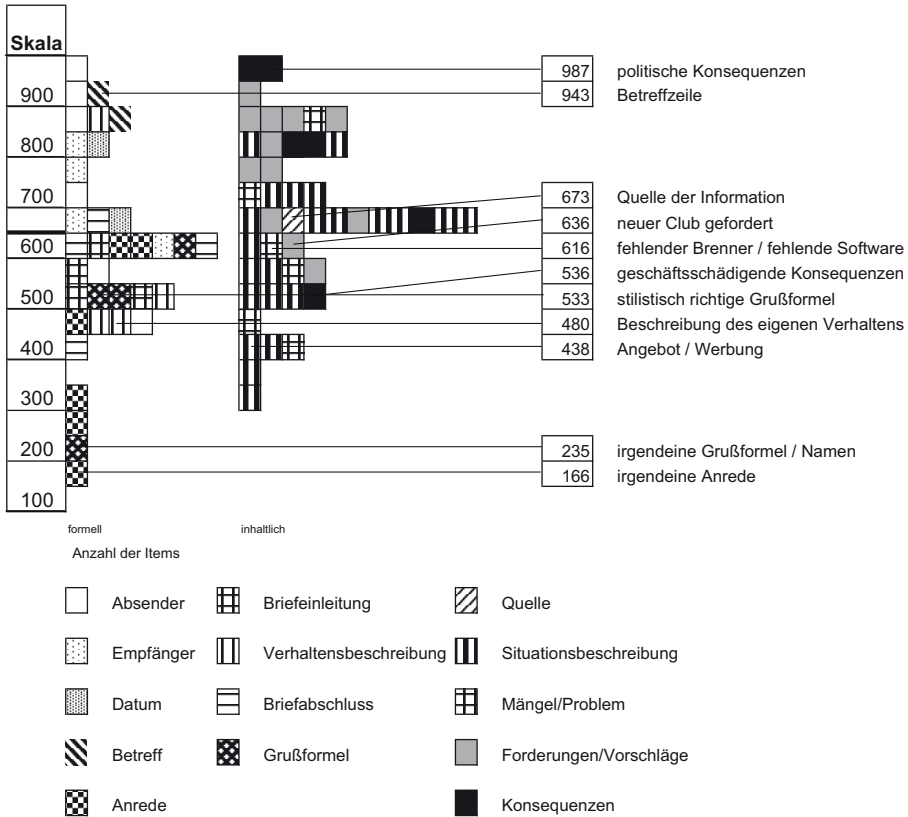 Skala
987 politische Konsequenzen
900 943 Betreffzeile
800
700
673 Quelle der Information
636 neuer Club gefordert
600 616 fehlender Brenner / fehlende Software
536 geschäftsschädigende Konsequenzen
500 533 stilistisch richtige Grußformel
480 Beschreibung des eigenen Verhaltens
400 438 Angebot / Werbung
300
200 235 irgendeine Grußformel / Namen
166 irgendeine Anrede
100
formell inhaltlich
Anzahl der Items
Absender Briefeinleitung Quelle
Empfänger Verhaltensbeschreibung Situationsbeschreibung
Datum Briefabschluss Mängel/Problem
Betreff Grußformel Forderungen/Vorschläge
Anrede Konsequenzen